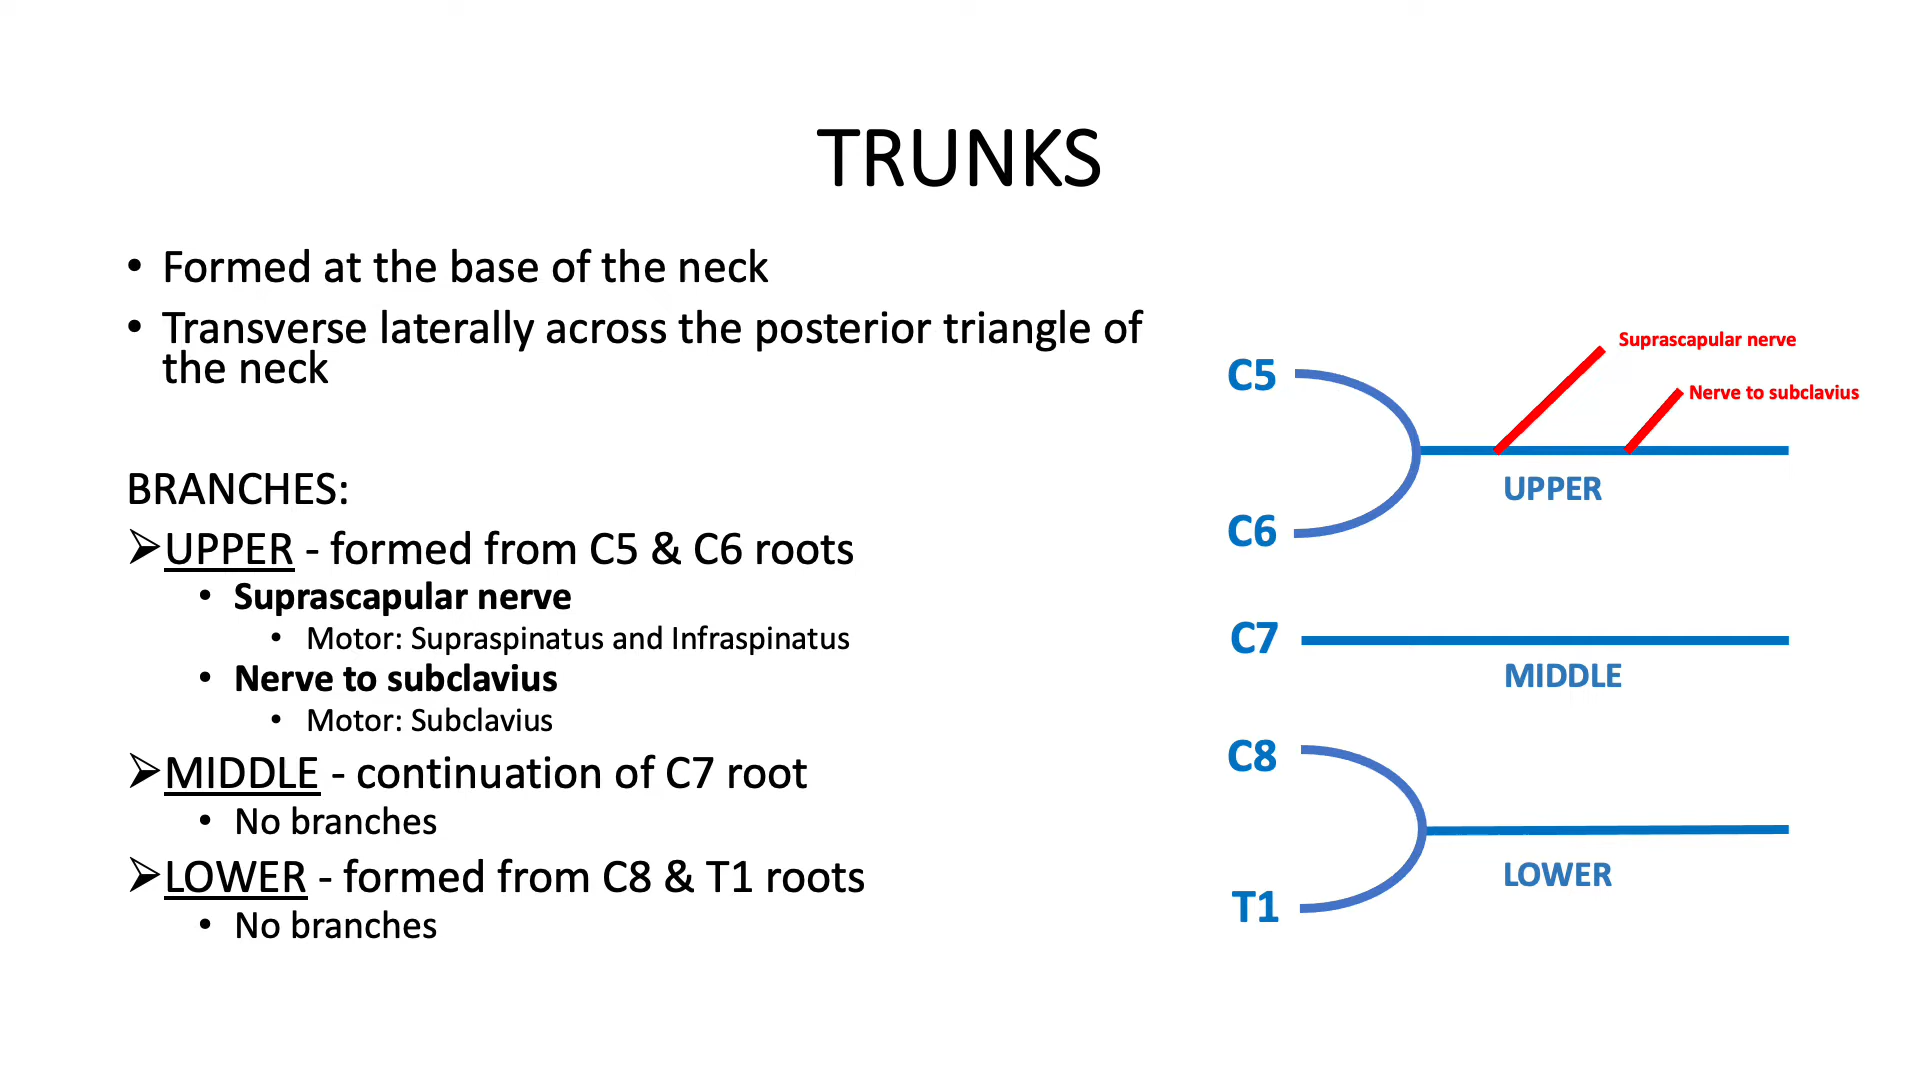 TRUNKS
• Formed at the base of the neck
• Transverse laterally across the posterior triangle of
the neck
BRANCHES:
➢UPPER - formed from C5 & C6 roots
• Suprascapular nerve
• Motor: Supraspinatus and Infraspinatus
• Nerve to subclavius
• Motor: Subclavius
➢MIDDLE - continuation of C7 root
• No branches
➢LOWER - formed from C8 & T1 roots
• No branches
Suprascapular nerve
C5
Nerve to subclavius
UPPER
C6
C7
MIDDLE
C8
LOWER
T1